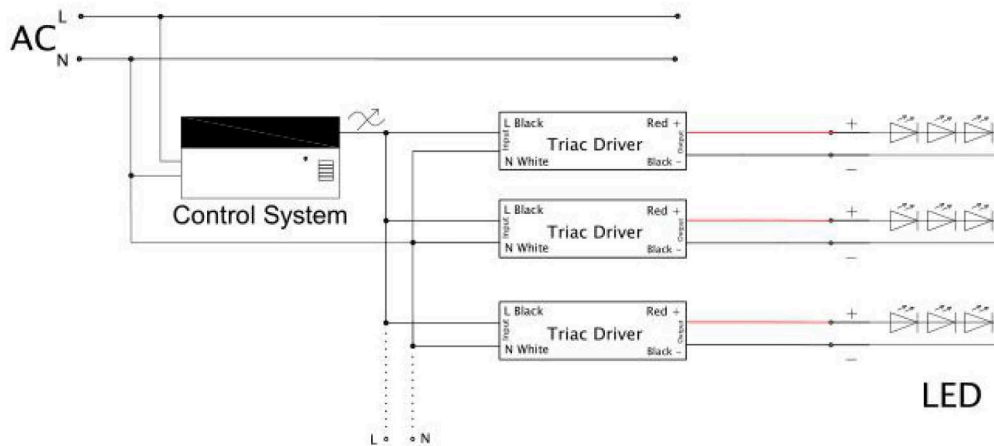 AC
L
N
Control System
L Black
Red +
Input
Triac Driver
Output
N White
Black -
+
−
L Black
Red +
Input
Triac Driver
Output
N White
Black -
+
−
L Black
Red +
Input
Triac Driver
Output
N White
Black -
+
−
LED
L
N